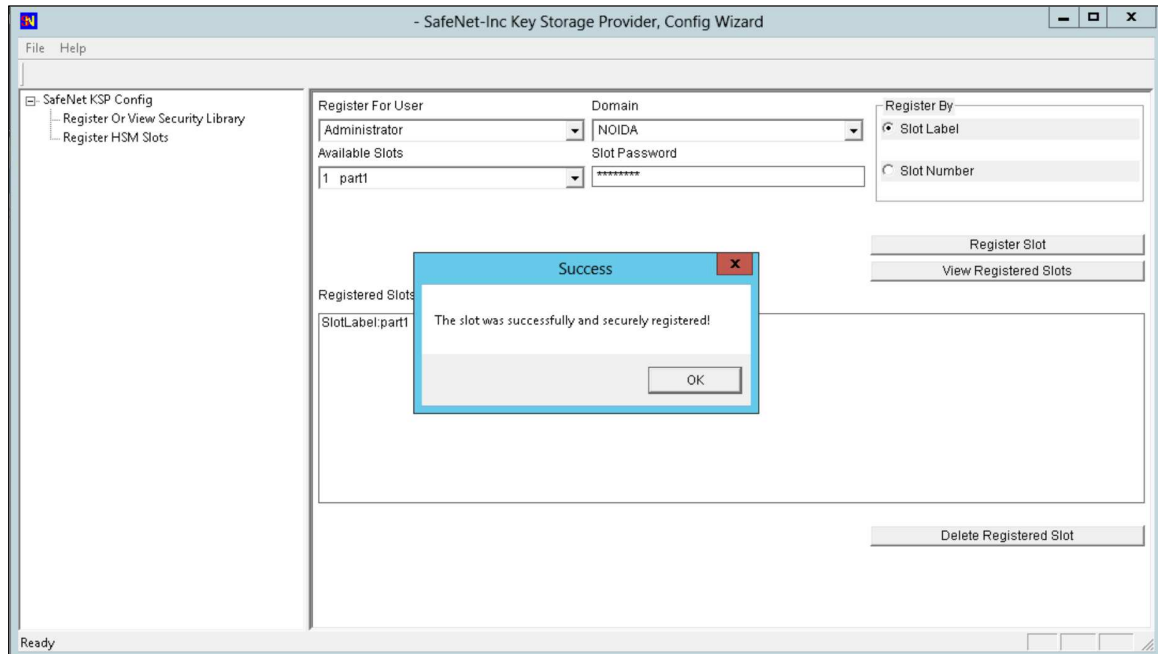 - SafeNet-Inc Key Storage Provider, Config Wizard
File Help
SafeNet KSP Config
Register Or View Security Library
Register HSM Slots
Register For User
Domain
Register By
Administrator
NOIDA
Slot Label
Available Slots
Slot Password
1 part1
********
Slot Number
Register Slot
View Registered Slots
Registered Slots
SlotLabel:part1
Success
The slot was successfully and securely registered!
OK
Delete Registered Slot
Ready